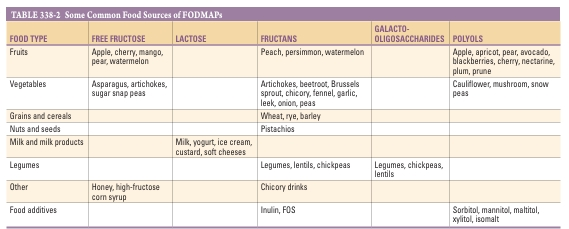 TABLE 338-2 Some Common Food Sources of FODMAPs
FOOD TYPE FREE FRUCTOSE LACTOSE FRUCTANS GALACTO-OLIGOSACCHARIDES POLYOLS
Fruits Apple, cherry, mango, Peach, persimmon, watermelon Apple, apricot, pear, avocado,
pear, watermelon blackberries, cherry, nectarine,
plum, prune
Vegetables Asparagus, artichokes, Artichokes, beetroot, Brussels Cauliflower, mushroom, snow
sugar snap peas sprout, chicory, fennel, garlic, peas
leek, onion, peas
Grains and cereals Wheat, rye, barley
Nuts and seeds Pistachios
Milk and milk products Milk, yogurt, ice cream,
custard, soft cheeses
Legumes Legumes, lentils, chickpeas Legumes, chickpeas,
lentils
Other Honey, high-fructose Chicory drinks
corn syrup
Food additives Inulin, FOS Sorbitol, mannitol, maltitol,
xylitol, isomalt